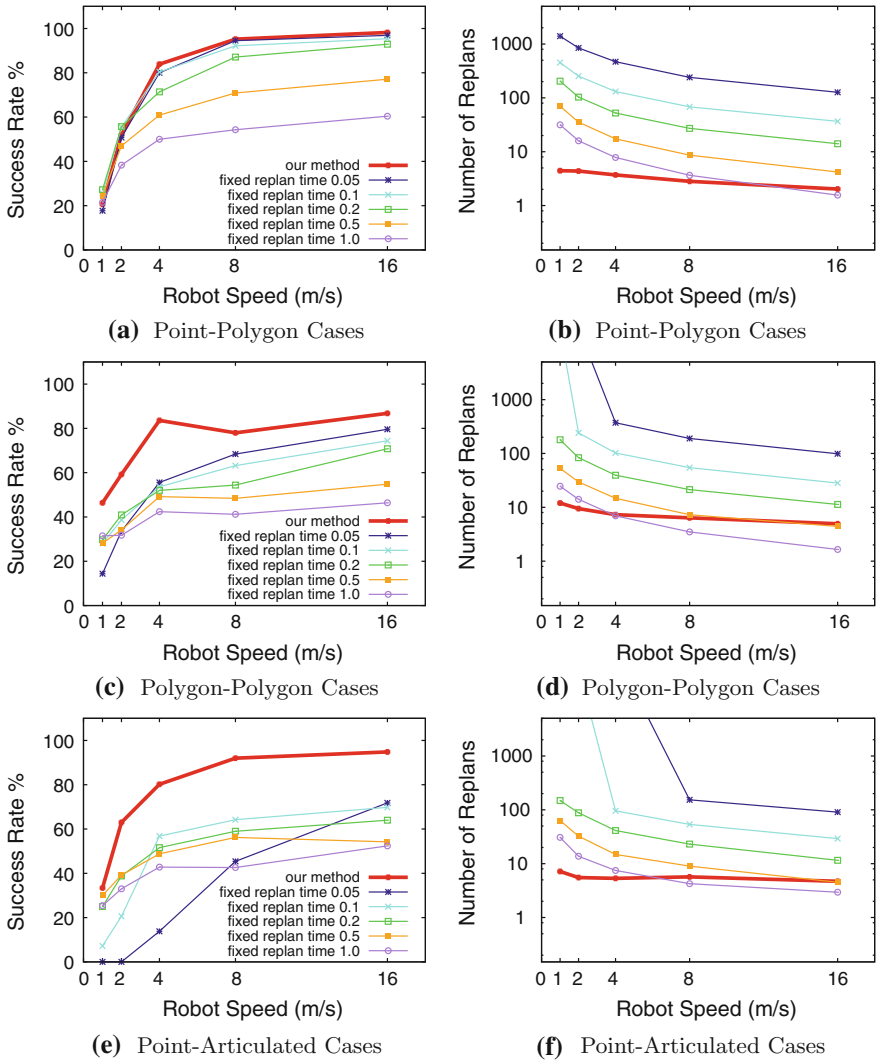 100
80
60
40
20
0
Success Rate %
our method
fixed replan time 0.05
fixed replan time 0.1
fixed replan time 0.2
fixed replan time 0.5
fixed replan time 1.0
0 1 2 4 8 16
Robot Speed (m/s)
(a) Point-Polygon Cases
1000
100
10
1
Number of Replans
0 1 2 4 8 16
Robot Speed (m/s)
(b) Point-Polygon Cases
100
80
60
40
20
0
Success Rate %
our method
fixed replan time 0.05
fixed replan time 0.1
fixed replan time 0.2
fixed replan time 0.5
fixed replan time 1.0
0 1 2 4 8 16
Robot Speed (m/s)
(c) Polygon-Polygon Cases
1000
100
10
1
Number of Replans
0 1 2 4 8 16
Robot Speed (m/s)
(d) Polygon-Polygon Cases
100
80
60
40
20
0
Success Rate %
our method
fixed replan time 0.05
fixed replan time 0.1
fixed replan time 0.2
fixed replan time 0.5
fixed replan time 1.0
0 1 2 4 8 16
Robot Speed (m/s)
(e) Point-Articulated Cases
1000
100
10
1
Number of Replans
0 1 2 4 8 16
Robot Speed (m/s)
(f) Point-Articulated Cases